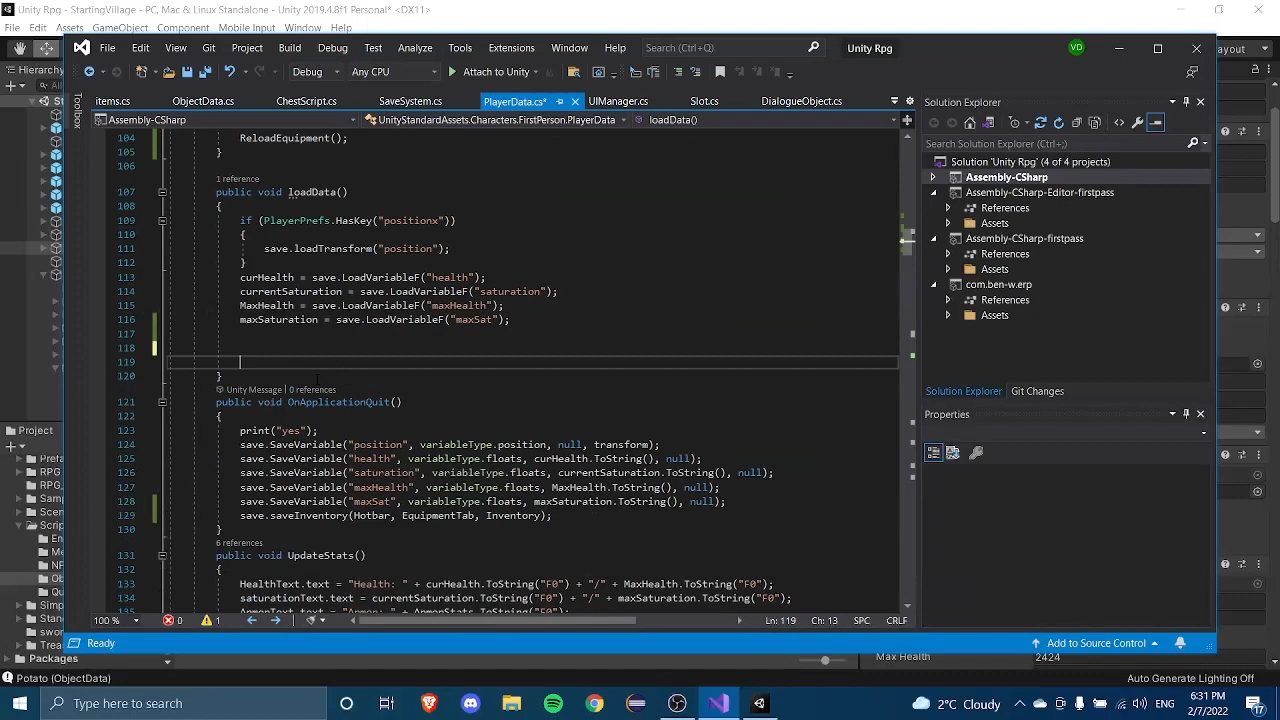 Unity Rpg - StartingVillage - PC, Mac & Linux Standalone - Unity 2019.4.8f1 Personal* <DX11>
File Edit Assets GameObject Component Mobile Input Window Help
File Edit View Git Project Build Debug Test Analyze Tools Extensions Window Help Search (Ctrl+Q) Unity Rpg VD
Debug Any CPU Attach to Unity
Hierarchy
Toolbox
items.cs ObjectData.cs ChestScript.cs SaveSystem.cs PlayerData.cs* UIManager.cs Slot.cs DialogueObject.cs
Assembly-CSharp UnityStandardAssets.Characters.FirstPerson.PlayerData loadData()
104 ReloadEquipment();
105 }
106
1 reference
107 public void loadData()
108 {
109 if (PlayerPrefs.HasKey("positionx"))
110 {
111 save.loadTransform("position");
112 }
113 curHealth = save.LoadVariableF("health");
114 currentSaturation = save.LoadVariableF("saturation");
115 MaxHealth = save.LoadVariableF("maxHealth");
116 maxSaturation = save.LoadVariableF("maxSat");
117
118
119
120 }
Unity Message | 0 references
121 public void OnApplicationQuit()
122 {
123 print("yes");
124 save.SaveVariable("position", variableType.position, null, transform);
125 save.SaveVariable("health", variableType.floats, curHealth.ToString(), null);
126 save.SaveVariable("saturation", variableType.floats, currentSaturation.ToString(), null);
127 save.SaveVariable("maxHealth", variableType.floats, MaxHealth.ToString(), null);
128 save.SaveVariable("maxSat", variableType.floats, maxSaturation.ToString(), null);
129 save.saveInventory(Hotbar, EquipmentTab, Inventory);
130 }
6 references
131 public void UpdateStats()
132 {
133 HealthText.text = "Health: " + curHealth.ToString("F0") + "/" + MaxHealth.ToString("F0");
134 saturationText.text = currentSaturation.ToString("F0") + "/" + maxSaturation.ToString("F0");
100 % 0 1 Ln: 119 Ch: 13 SPC CRLF
Solution Explorer
Search Solution Explorer (Ctrl+;)
Solution 'Unity Rpg' (4 of 4 projects)
Assembly-CSharp
Assembly-CSharp-Editor-firstpass
References
Assets
Assembly-CSharp-firstpass
References
Assets
com.ben-w.erp
References
Assets
Solution Explorer Git Changes
Properties
Project
Ready Add to Source Control
Packages Max Health 2424
Potato (ObjectData) Auto Generate Lighting Off
Type here to search 2°C Cloudy ENG 6:31 PM
2/7/2022